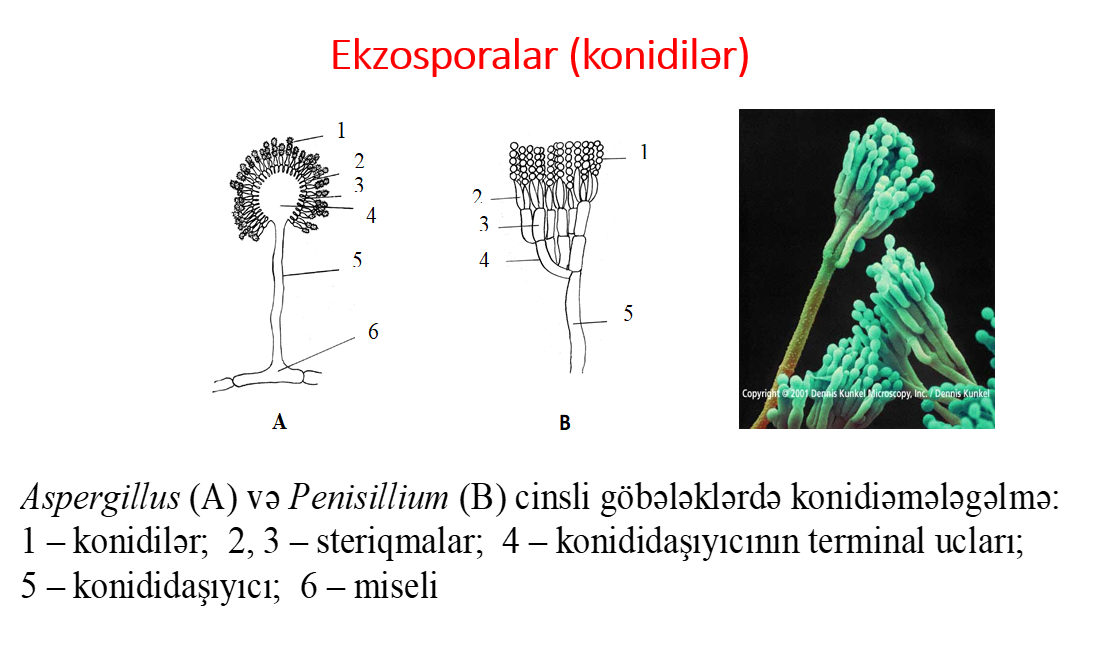 Ekzosporalar (konidilər)
1
2
3
4
5
6
A
1
2
3
4
5
B
Copyright © 2001 Dennis Kunkel Microscopy, Inc. / Dennis Kunkel
Aspergillus (A) və Penisillium (B) cinsli göbələklərdə konidiəmələgəlmə:
1 – konidilər; 2, 3 – steriqmalar; 4 – konididaşıyıcının terminal ucları;
5 – konididaşıyıcı; 6 – miseli